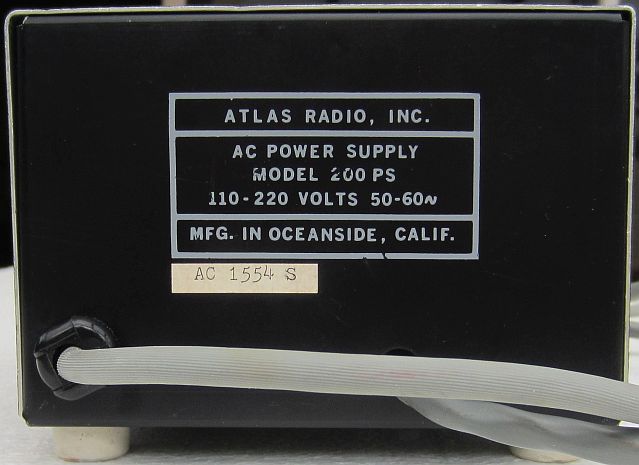 ATLAS RADIO, INC.
AC POWER SUPPLY
MODEL 200 PS
110-220 VOLTS 50-60~
MFG. IN OCEANSIDE, CALIF.
AC 1554 S